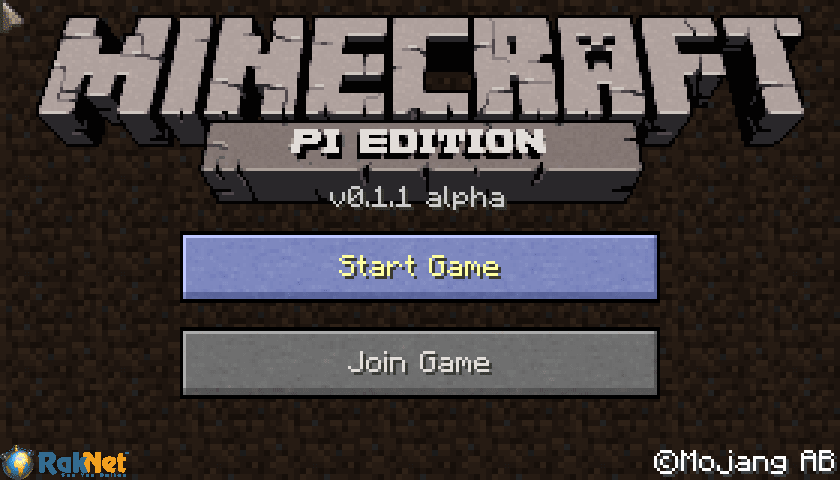 MINECRAFT
PI EDITION
v0.1.1 alpha
Start Game
Join Game
RakNet
©Mojang AB